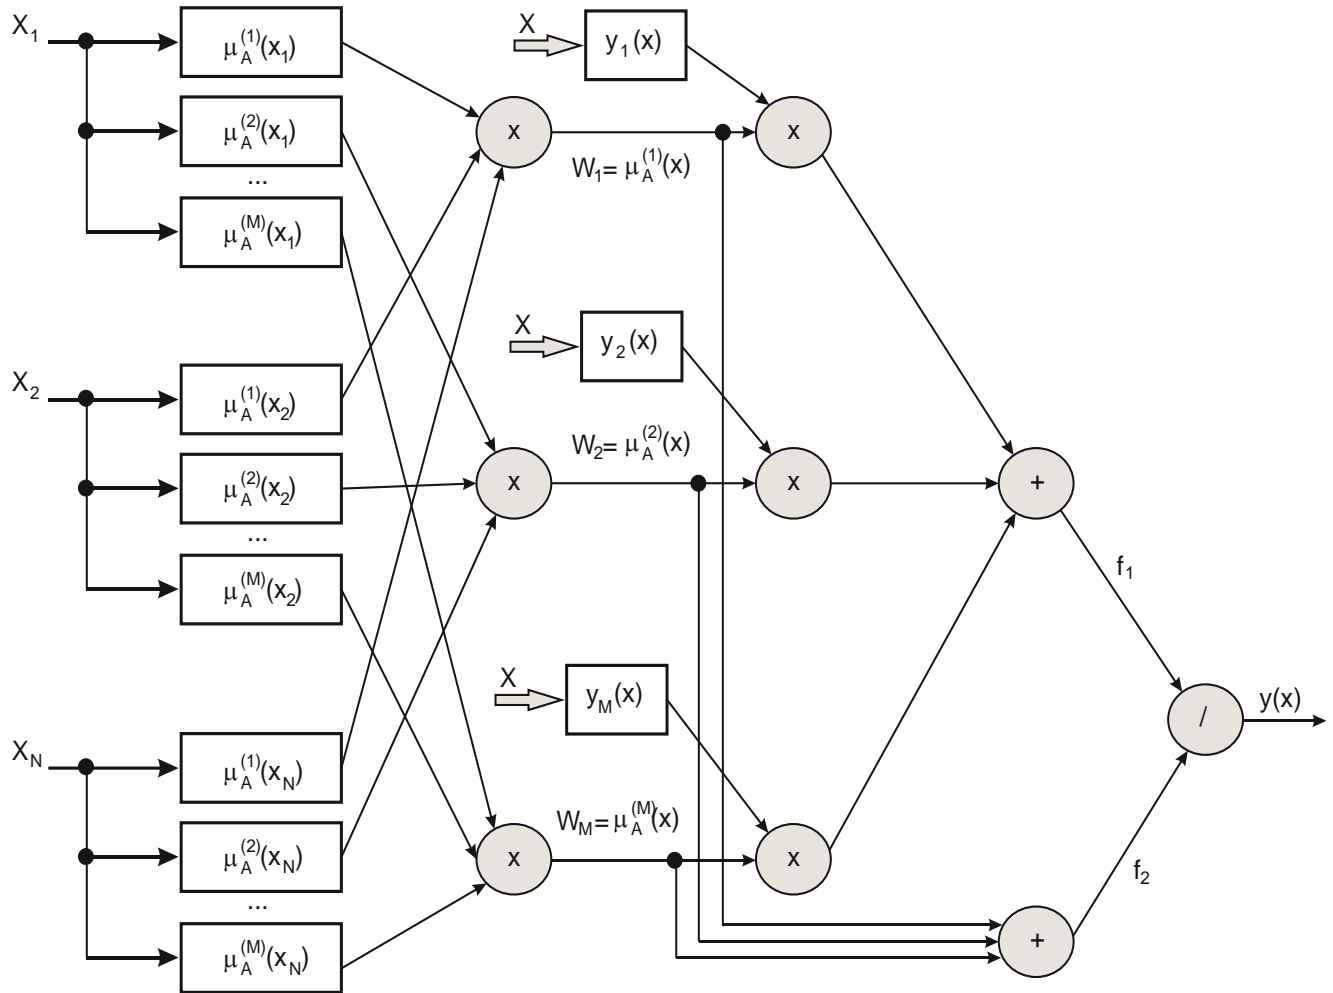 X₁
μ_A^(1)(x₁)
μ_A^(2)(x₁)
...
μ_A^(M)(x₁)
X₂
μ_A^(1)(x₂)
μ_A^(2)(x₂)
...
μ_A^(M)(x₂)
X_N
μ_A^(1)(x_N)
μ_A^(2)(x_N)
...
μ_A^(M)(x_N)
x
x
x
X
y₁(x)
W₁= μ_A^(1)(x)
x
X
y₂(x)
W₂= μ_A^(2)(x)
x
X
y_M(x)
W_M= μ_A^(M)(x)
x
+
+
f₁
f₂
/
y(x)